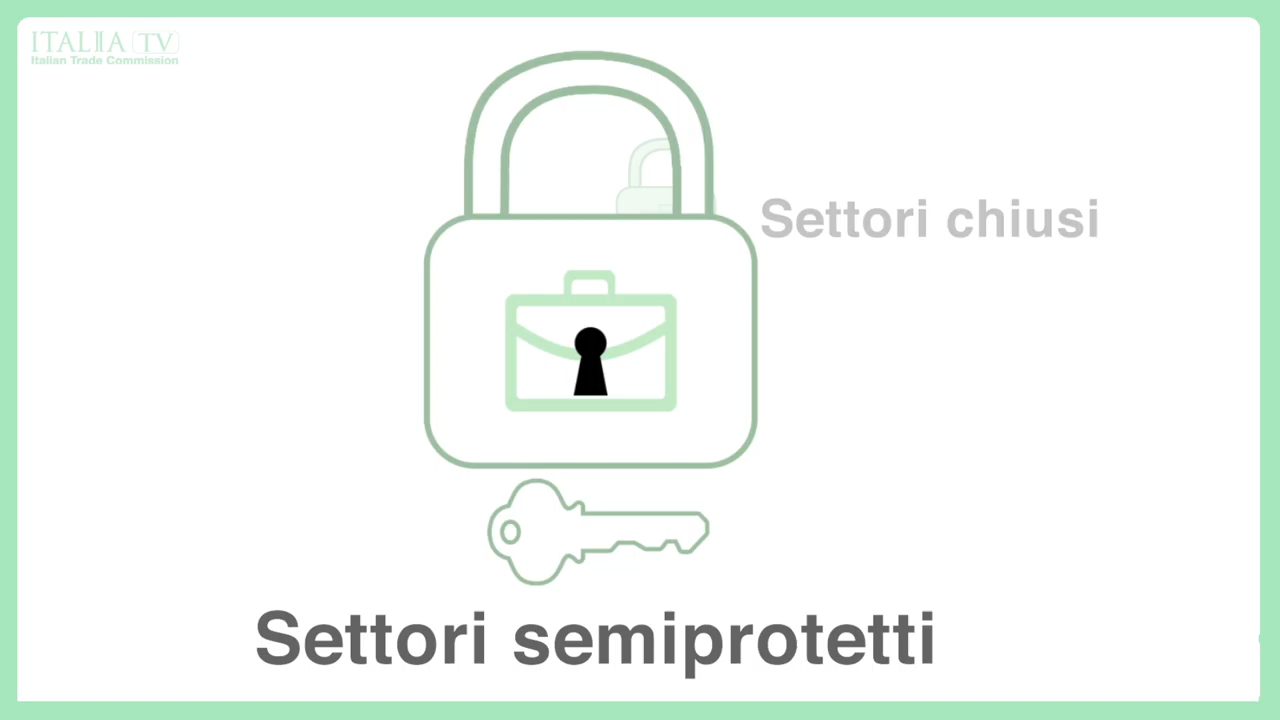 ITALIA TV
Italian Trade Commission
Settori chiusi
Settori semiprotetti